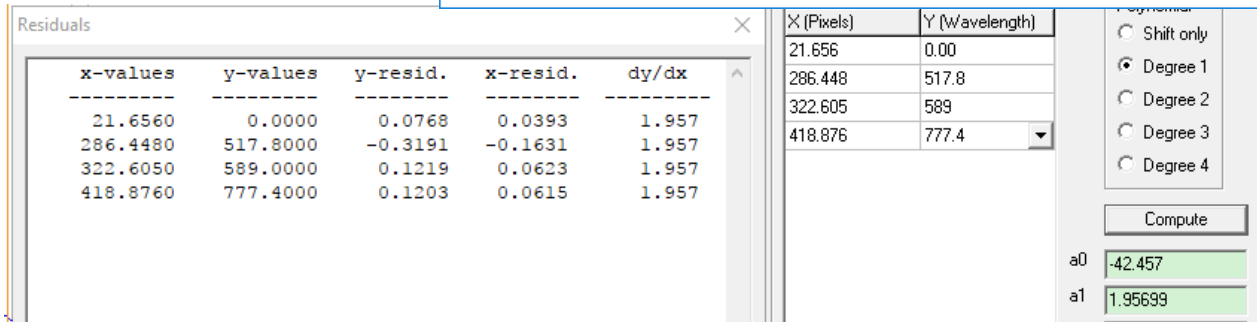 Residuals
x-values y-values y-resid. x-resid. dy/dx
--------- --------- -------- -------- ---------
21.6560 0.0000 0.0768 0.0393 1.957
286.4480 517.8000 -0.3191 -0.1631 1.957
322.6050 589.0000 0.1219 0.0623 1.957
418.8760 777.4000 0.1203 0.0615 1.957
X (Pixels) Y (Wavelength)
21.656 0.00
286.448 517.8
322.605 589
418.876 777.4
Polynomial
Shift only
Degree 1
Degree 2
Degree 3
Degree 4
Compute
a0 -42.457
a1 1.95699